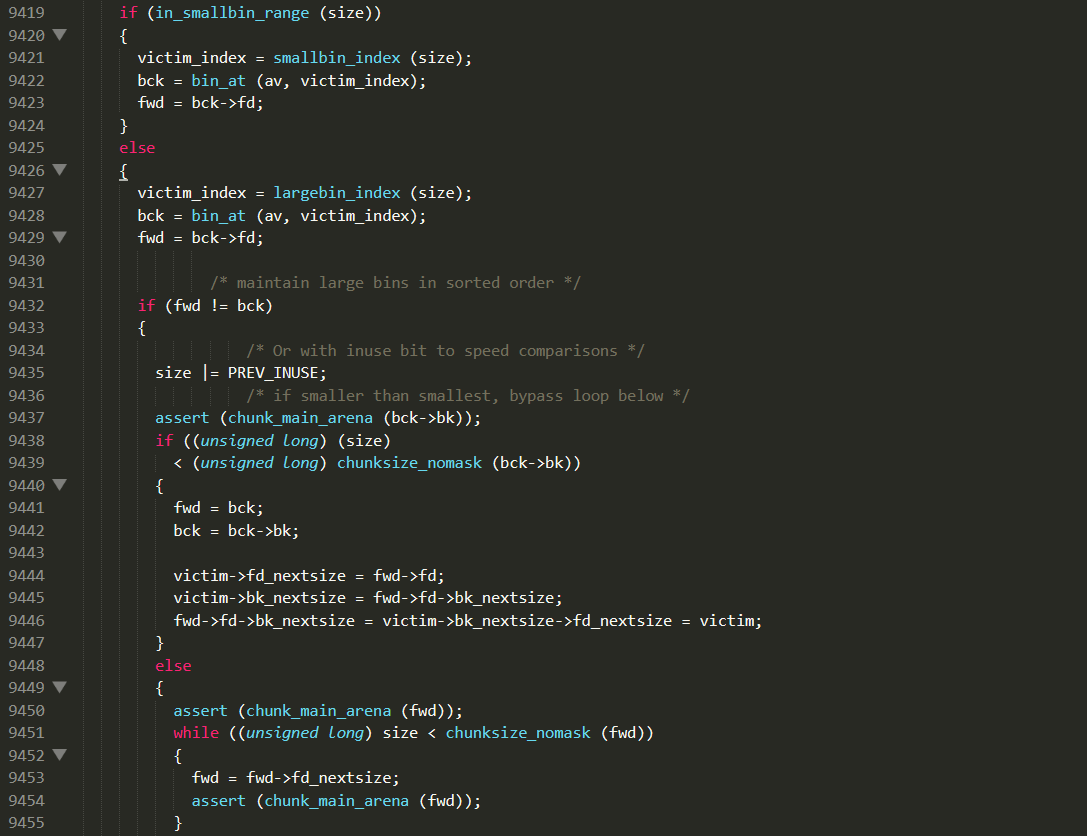 9419 if (in_smallbin_range (size))
9420 {
9421 victim_index = smallbin_index (size);
9422 bck = bin_at (av, victim_index);
9423 fwd = bck->fd;
9424 }
9425 else
9426 {
9427 victim_index = largebin_index (size);
9428 bck = bin_at (av, victim_index);
9429 fwd = bck->fd;
9430
9431 /* maintain large bins in sorted order */
9432 if (fwd != bck)
9433 {
9434 /* Or with inuse bit to speed comparisons */
9435 size |= PREV_INUSE;
9436 /* if smaller than smallest, bypass loop below */
9437 assert (chunk_main_arena (bck->bk));
9438 if ((unsigned long) (size)
9439 < (unsigned long) chunksize_nomask (bck->bk))
9440 {
9441 fwd = bck;
9442 bck = bck->bk;
9443
9444 victim->fd_nextsize = fwd->fd;
9445 victim->bk_nextsize = fwd->fd->bk_nextsize;
9446 fwd->fd->bk_nextsize = victim->bk_nextsize->fd_nextsize = victim;
9447 }
9448 else
9449 {
9450 assert (chunk_main_arena (fwd));
9451 while ((unsigned long) size < chunksize_nomask (fwd))
9452 {
9453 fwd = fwd->fd_nextsize;
9454 assert (chunk_main_arena (fwd));
9455 }